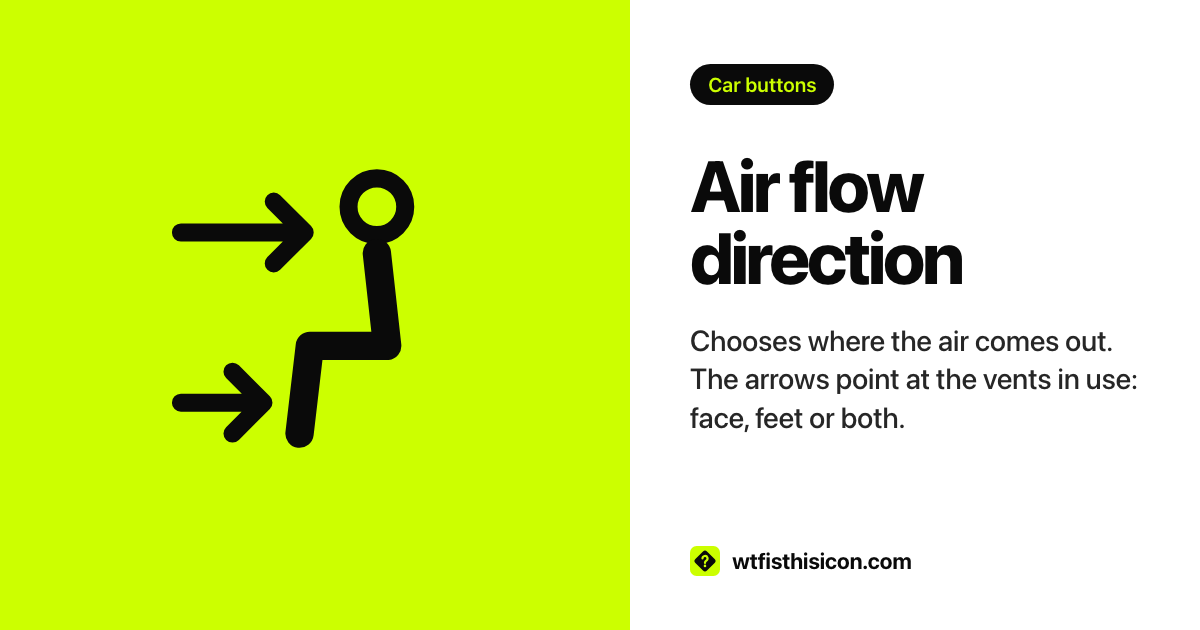 Car buttons
Air flow
direction
Chooses where the air comes out.
The arrows point at the vents in use:
face, feet or both.
?
wtfisthisicon.com